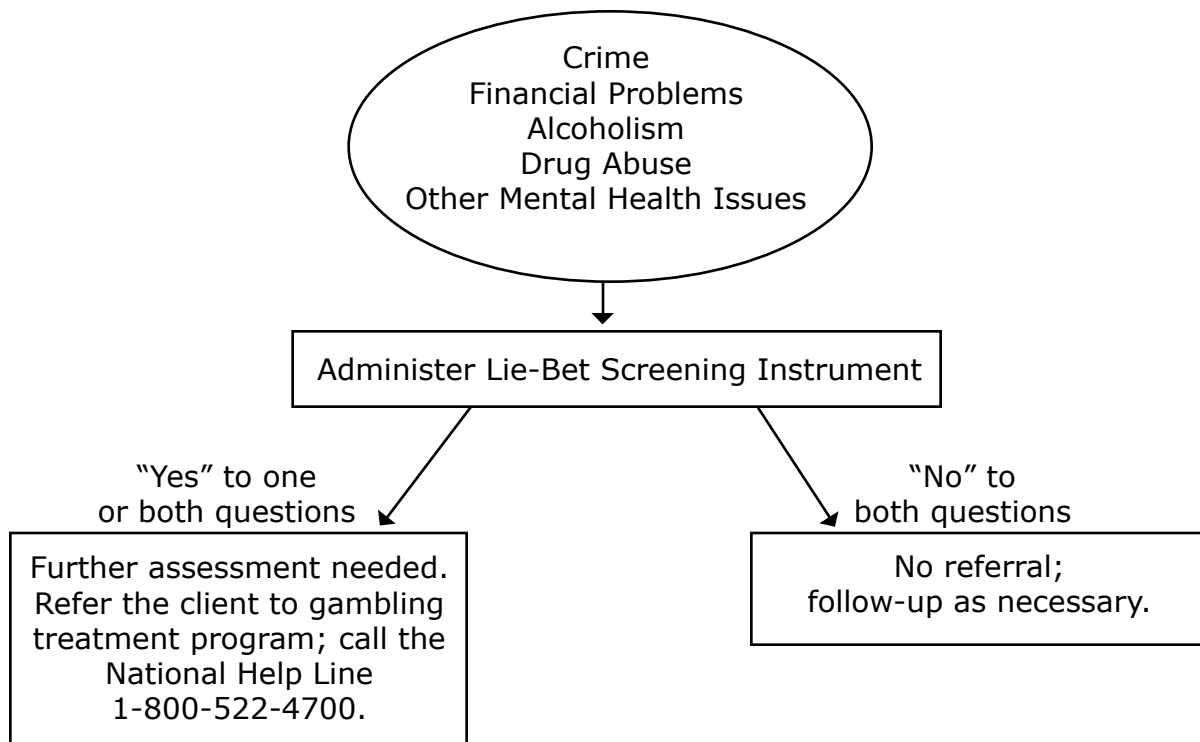 Crime
Financial Problems
Alcoholism
Drug Abuse
Other Mental Health Issues
Administer Lie-Bet Screening Instrument
“Yes” to one
or both questions
“No” to
both questions
Further assessment needed.
Refer the client to gambling
treatment program; call the
National Help Line
1-800-522-4700.
No referral;
follow-up as necessary.